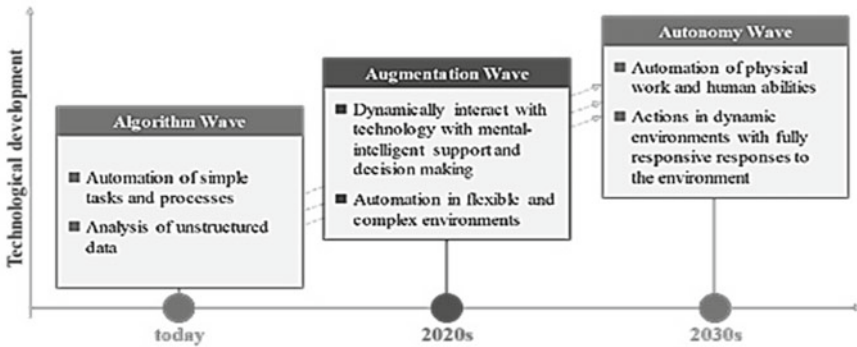 Technological development
Algorithm Wave
Automation of simple
tasks and processes
Analysis of unstructured
data
Augmentation Wave
Dynamically interact with
technology with mental-
intelligent support and
decision making
Automation in flexible and
complex environments
Autonomy Wave
Automation of physical
work and human abilities
Actions in dynamic
environments with fully
responsive responses to
the environment
today
2020s
2030s